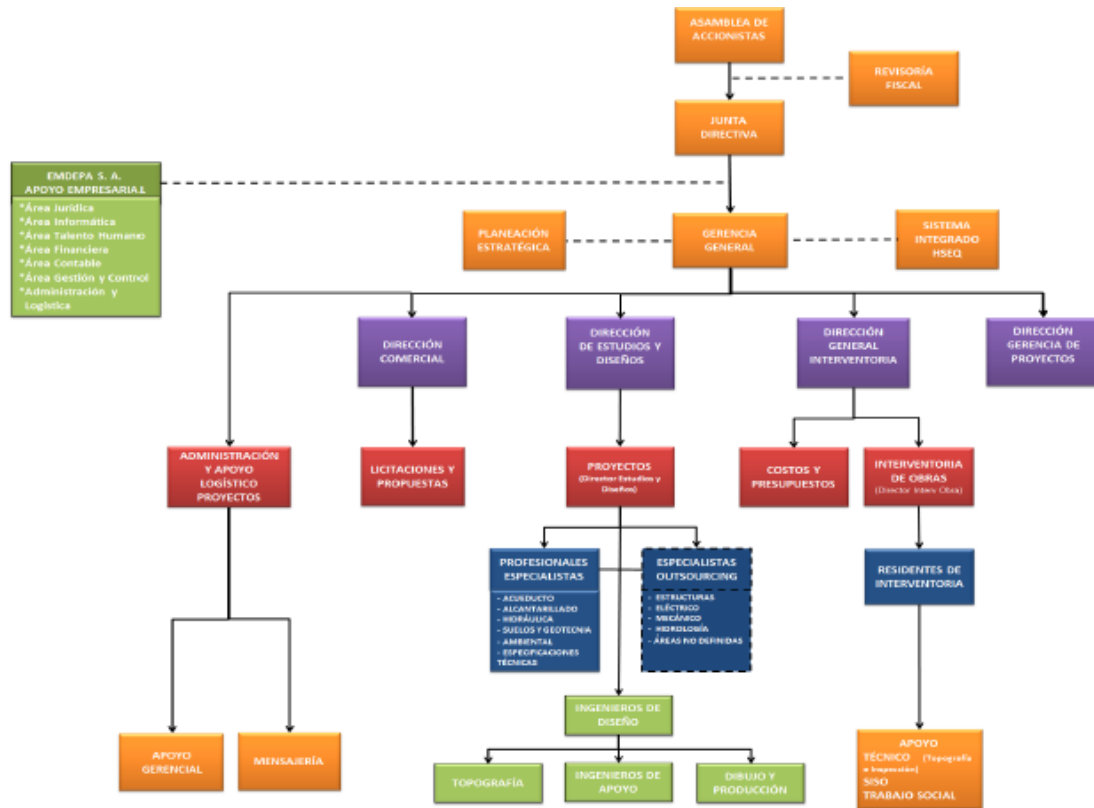 ASAMBLEA DE
ACCIONISTAS
REVISORÍA
FISCAL
JUNTA
DIRECTIVA
EMDEPA S. A.
APOYO EMPRESARIAL
*Área Jurídica
*Área Informática
*Área Talento Humano
*Área Financiera
*Área Contable
*Área Gestión y Control
*Administración y
Logística
PLANEACIÓN
ESTRATÉGICA
GERENCIA
GENERAL
SISTEMA
INTEGRADO
HSEQ
DIRECCIÓN
COMERCIAL
DIRECCIÓN
DE ESTUDIOS Y
DISEÑOS
DIRECCIÓN
GENERAL
INTERVENTORIA
DIRECCIÓN
GERENCIA DE
PROYECTOS
ADMINISTRACIÓN
Y APOYO
LOGÍSTICO
PROYECTOS
LICITACIONES Y
PROPUESTAS
PROYECTOS
(Director Estudios y
Diseños)
COSTOS Y
PRESUPUESTOS
INTERVENTORIA
DE OBRAS
(Director Interv Obra)
PROFESIONALES
ESPECIALISTAS
- ACUEDUCTO
- ALCANTARILLADO
- HIDRÁULICA
- SUELOS Y GEOTECNIA
- AMBIENTAL
- ESPECIFICACIONES
TÉCNICAS
ESPECIALISTAS
OUTSOURCING
- ESTRUCTURAS
- ELÉCTRICO
- MECÁNICO
- HIDROLOGÍA
- ÁREAS NO DEFINIDAS
RESIDENTES DE
INTERVENTORIA
INGENIEROS DE
DISEÑO
APOYO
GERENCIAL
MENSAJERÍA
TOPOGRAFÍA
INGENIEROS DE
APOYO
DIBUJO Y
PRODUCCIÓN
APOYO
TÉCNICO (Topografía
e Inspección)
SISO
TRABAJO SOCIAL